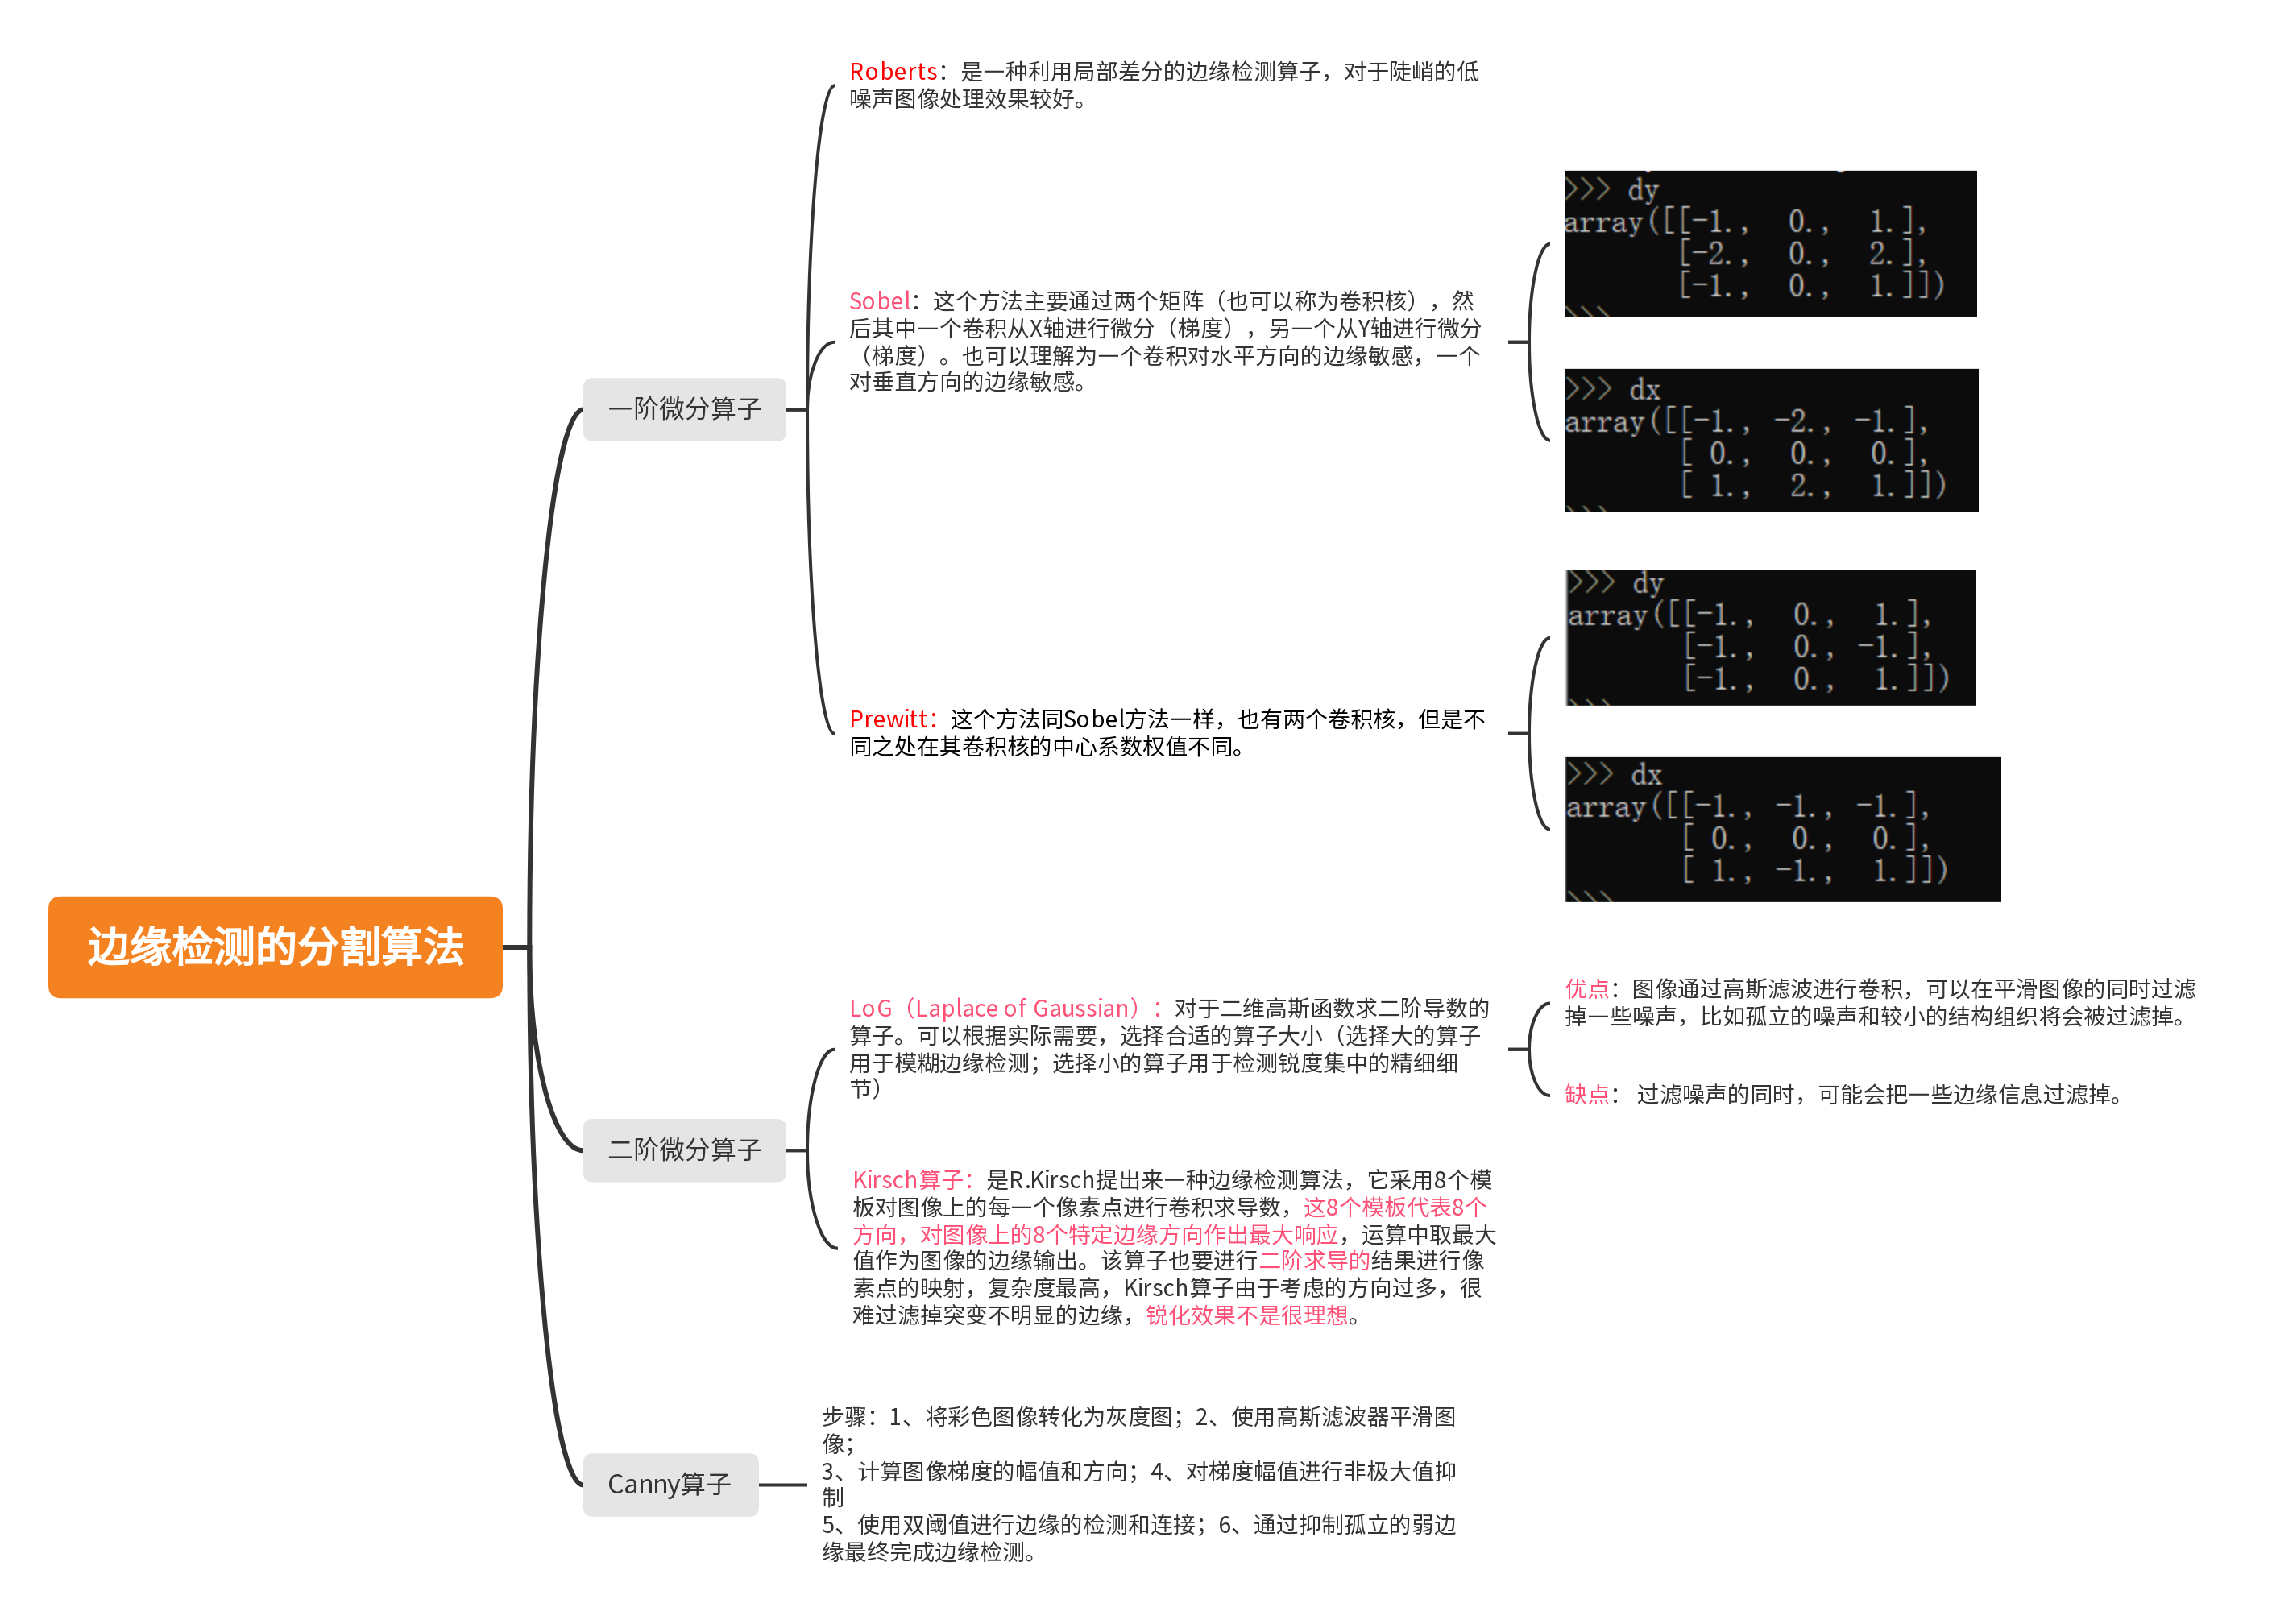 Roberts：是一种利用局部差分的边缘检测算子，对于陡峭的低
噪声图像处理效果较好。
>>> dy
array([[-1.,  0.,  1.],
[-2.,  0.,  2.],
[-1.,  0.,  1.]])
>>>
Sobel：这个方法主要通过两个矩阵（也可以称为卷积核），然
后其中一个卷积从X轴进行微分（梯度），另一个从Y轴进行微分
（梯度）。也可以理解为一个卷积对水平方向的边缘敏感，一个
对垂直方向的边缘敏感。
一阶微分算子
>>> dx
array([[-1., -2., -1.],
[ 0.,  0.,  0.],
[ 1.,  2.,  1.]])
>>>
>>> dy
array([[-1.,  0.,  1.],
[-1.,  0., -1.],
[-1.,  0.,  1.]])
>>>
Prewitt：这个方法同Sobel方法一样，也有两个卷积核，但是不
同之处在其卷积核的中心系数权值不同。
>>> dx
array([[-1., -1., -1.],
[ 0.,  0.,  0.],
[ 1., -1.,  1.]])
>>>
边缘检测的分割算法
LoG（Laplace of Gaussian）：对于二维高斯函数求二阶导数的
算子。可以根据实际需要，选择合适的算子大小（选择大的算子
用于模糊边缘检测；选择小的算子用于检测锐度集中的精细细
节）
优点：图像通过高斯滤波进行卷积，可以在平滑图像的同时过滤
掉一些噪声，比如孤立的噪声和较小的结构组织将会被过滤掉。
缺点： 过滤噪声的同时，可能会把一些边缘信息过滤掉。
二阶微分算子
Kirsch算子：是R.Kirsch提出来一种边缘检测算法，它采用8个模
板对图像上的每一个像素点进行卷积求导数，这8个模板代表8个
方向，对图像上的8个特定边缘方向作出最大响应，运算中取最大
值作为图像的边缘输出。该算子也要进行二阶求导的结果进行像
素点的映射，复杂度最高，Kirsch算子由于考虑的方向过多，很
难过滤掉突变不明显的边缘，锐化效果不是很理想。
Canny算子
步骤：1、将彩色图像转化为灰度图；2、使用高斯滤波器平滑图
像；
3、计算图像梯度的幅值和方向；4、对梯度幅值进行非极大值抑
制
5、使用双阈值进行边缘的检测和连接；6、通过抑制孤立的弱边
缘最终完成边缘检测。